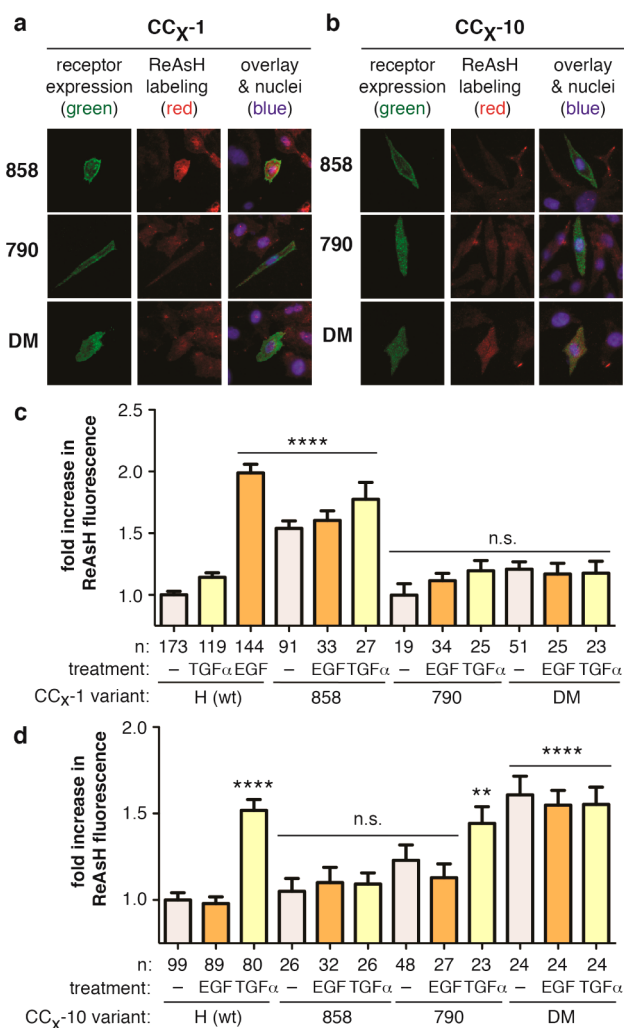 a CCX-1
receptor expression (green) ReAsH labeling (red) overlay & nuclei (blue)
858
790
DM
b CCX-10
receptor expression (green) ReAsH labeling (red) overlay & nuclei (blue)
858
790
DM
c
fold increase in
ReAsH fluorescence
2.5
2.0
1.5
1.0
****
n.s.
n: 173 119 144 91 33 27 19 34 25 51 25 23
treatment: – TGFα EGF – EGF TGFα – EGF TGFα – EGF TGFα
CCX-1 variant: H (wt) 858 790 DM
d
fold increase in
ReAsH fluorescence
2.0
1.5
1.0
****
n.s.
**
****
n: 99 89 80 26 32 26 48 27 23 24 24 24
treatment: – EGF TGFα – EGF TGFα – EGF TGFα – EGF TGFα
CCX-10 variant: H (wt) 858 790 DM